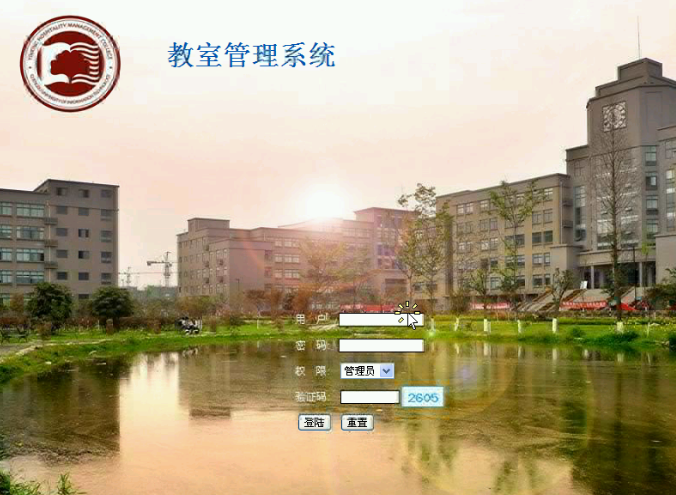 教室管理系统
用 户
密 码
权 限 管理员
验证码 2605
登陆 重置